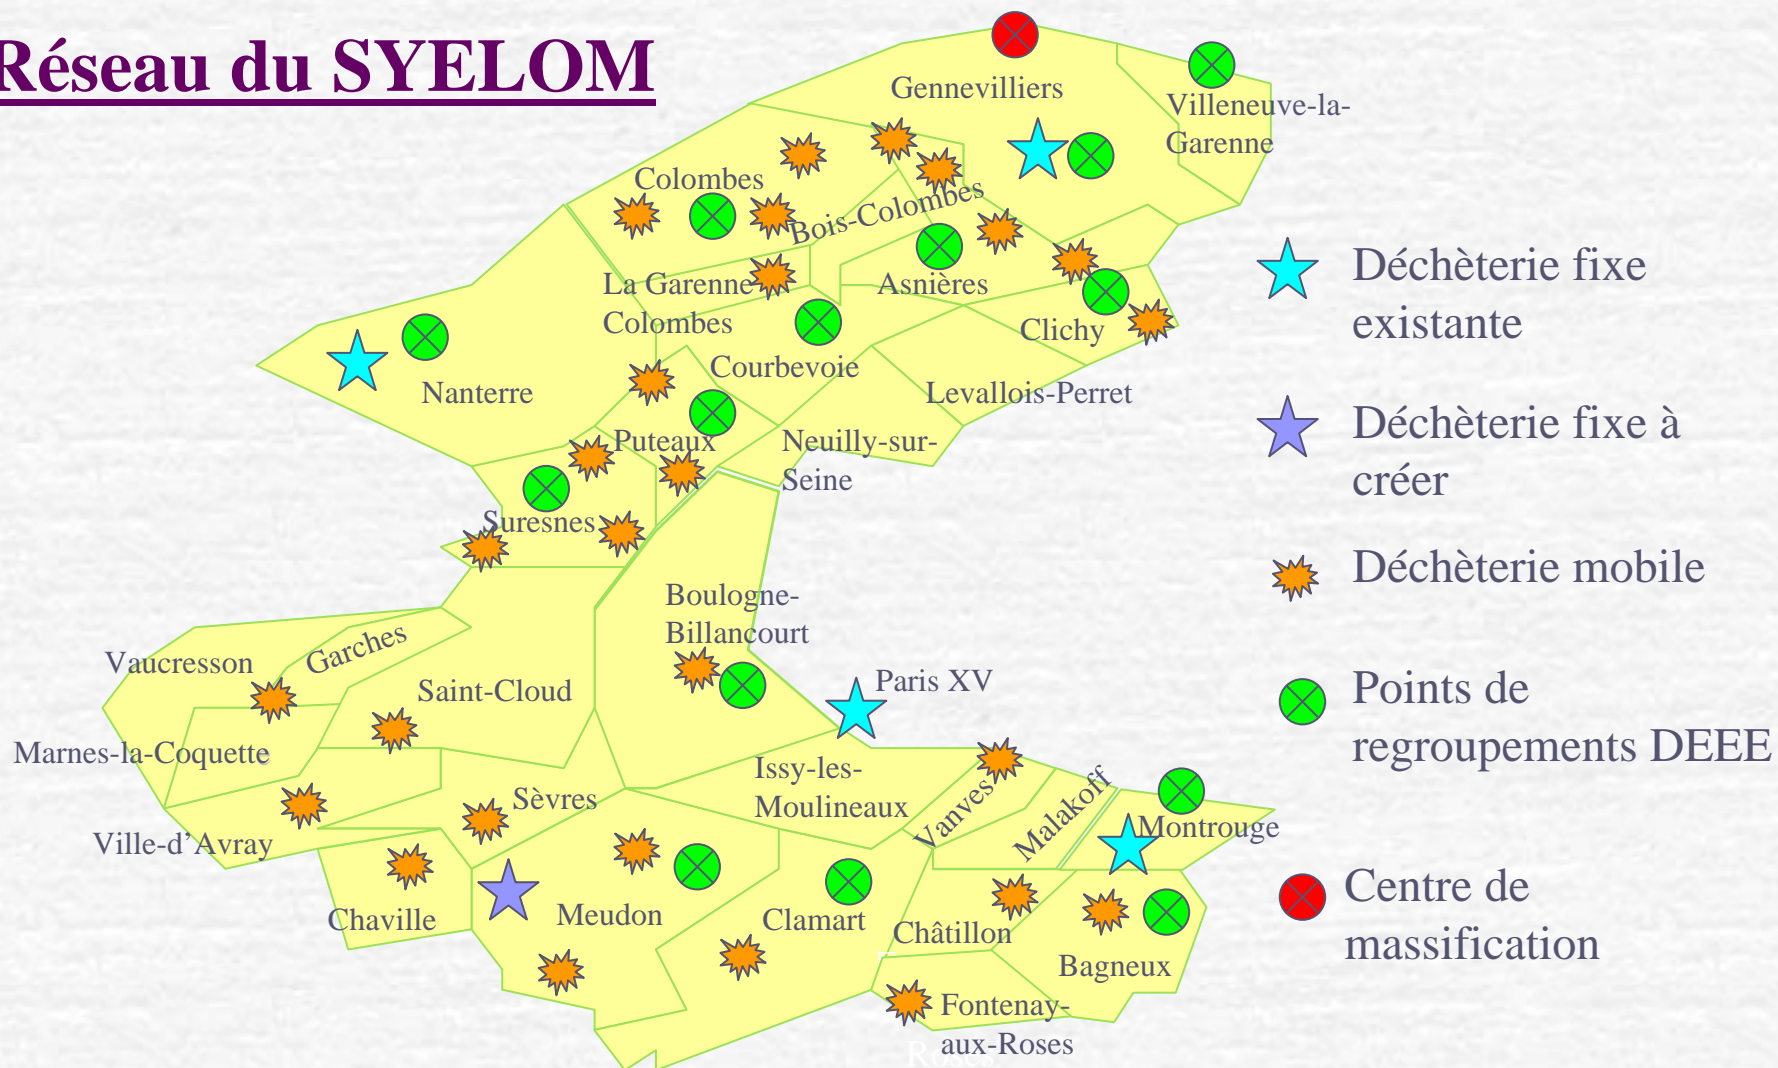 Réseau du SYELOM
Gennevilliers
Villeneuve-la-
Garenne
Colombes
Bois-Colombes
La Garenne
Colombes
Asnières
Clichy
Courbevoie
Nanterre
Levallois-Perret
Puteaux
Neuilly-sur-
Seine
Suresnes
Boulogne-
Billancourt
Garches
Vaucresson
Saint-Cloud
Paris XV
Marnes-la-Coquette
Issy-les-
Moulineaux
Vanves
Malakoff
Sèvres
Montrouge
Ville-d'Avray
Chaville
Meudon
Clamart
Châtillon
Bagneux
Fontenay-
aux-Roses
Roses
Déchèterie fixe
existante
Déchèterie fixe à
créer
Déchèterie mobile
Points de
regroupements DEEE
Centre de
massification